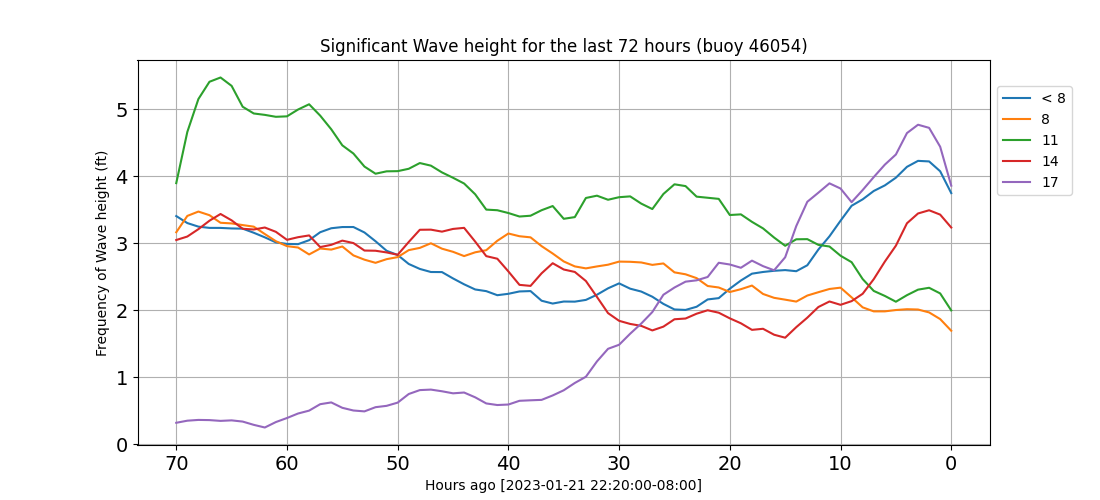 Significant Wave height for the last 72 hours (buoy 46054)
Frequency of Wave height (ft)
5
4
3
2
1
0
70 60 50 40 30 20 10 0
Hours ago [2023-01-21 22:20:00-08:00]
< 8
8
11
14
17